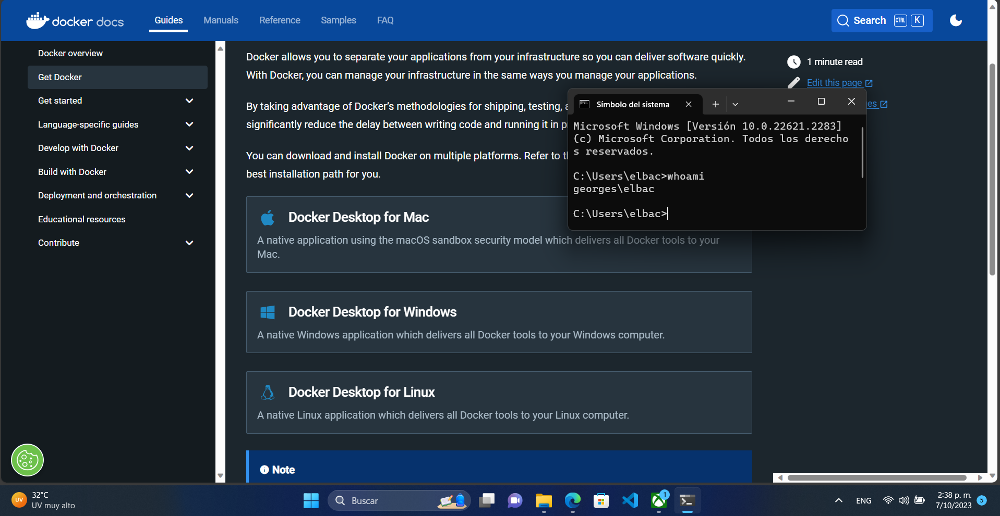 docker docs
Guides
Manuals
Reference
Samples
FAQ
Search CTRL K
Docker overview
Get Docker
Get started
Language-specific guides
Develop with Docker
Build with Docker
Deployment and orchestration
Educational resources
Contribute
Docker allows you to separate your applications from your infrastructure so you can deliver software quickly.
With Docker, you can manage your infrastructure in the same ways you manage your applications.
By taking advantage of Docker’s methodologies for shipping, testing,
significantly reduce the delay between writing code and running it in
You can download and install Docker on multiple platforms. Refer to
best installation path for you.
Docker Desktop for Mac
A native application using the macOS sandbox security model which delivers all Docker tools to your
Mac.
Docker Desktop for Windows
A native Windows application which delivers all Docker tools to your Windows computer.
Docker Desktop for Linux
A native Linux application which delivers all Docker tools to your Linux computer.
Note
1 minute read
Edit this page
Símbolo del sistema
Microsoft Windows [Versión 10.0.22621.2283]
(c) Microsoft Corporation. Todos los derecho
s reservados.
C:\Users\elbac>whoami
georges\elbac
C:\Users\elbac>
UV
32°C
UV muy alto
Buscar
1
ENG
2:38 p. m.
7/10/2023
5